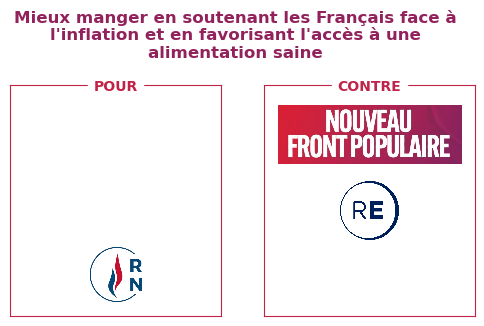 Mieux manger en soutenant les Français face à
l'inflation et en favorisant l'accès à une
alimentation saine
POUR
CONTRE
NOUVEAU
FRONT POPULAIRE
RE
R
N